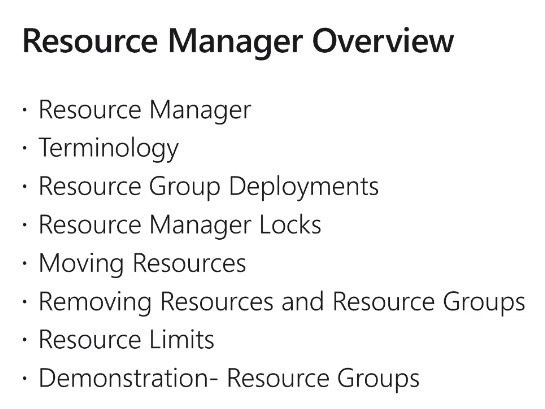 Resource Manager Overview
· Resource Manager
· Terminology
· Resource Group Deployments
· Resource Manager Locks
· Moving Resources
· Removing Resources and Resource Groups
· Resource Limits
· Demonstration- Resource Groups